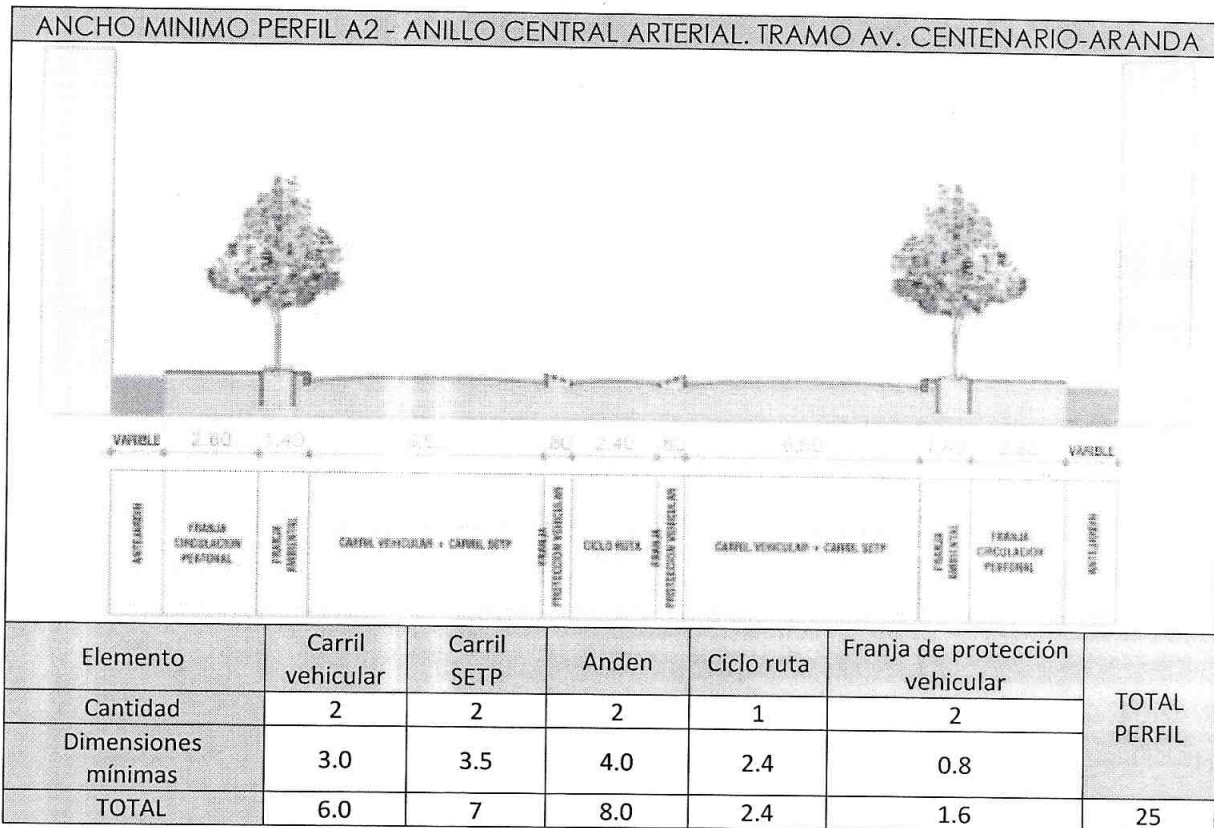 ANCHO MINIMO PERFIL A2 - ANILLO CENTRAL ARTERIAL. TRAMO Av. CENTENARIO-ARANDA
VARIABLE 2.60 1.40 .80 2.40 .80 6.50 VARIABLE
ANTEJARDIN
FRANJA
CIRCULACION
PEATONAL
FRANJA
AMBIENTAL
CARRIL VEHICULAR + CARRIL SETP
FRANJA
PROTECCION VEHICULAR
CICLO RUTA
FRANJA
PROTECCION VEHICULAR
CARRIL VEHICULAR + CARRIL SETP
FRANJA
AMBIENTAL
FRANJA
CIRCULACION
PEATONAL
ANTEJARDIN
Elemento Carril vehicular Carril SETP Anden Ciclo ruta Franja de protección vehicular TOTAL PERFIL
Cantidad 2 2 2 1 2
Dimensiones mínimas 3.0 3.5 4.0 2.4 0.8
TOTAL 6.0 7 8.0 2.4 1.6 25